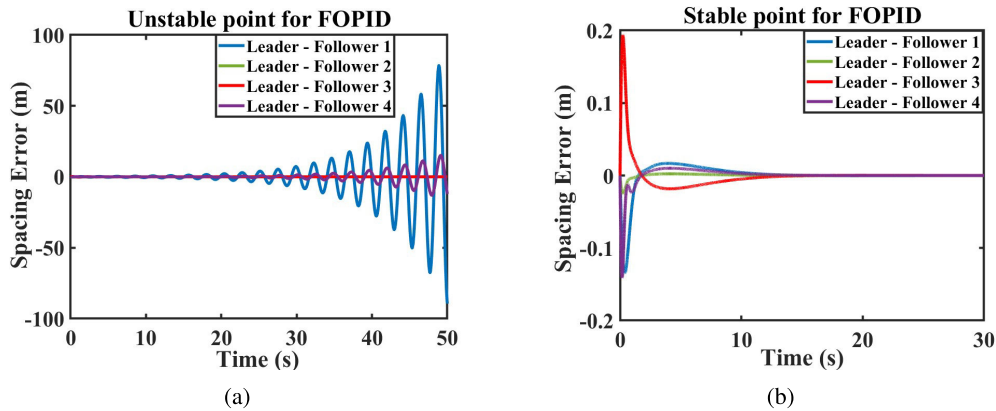 Unstable point for FOPID
100
50
0
-50
-100
Spacing Error (m)
Leader - Follower 1
Leader - Follower 2
Leader - Follower 3
Leader - Follower 4
0 10 20 30 40 50
Time (s)
(a)
Stable point for FOPID
0.2
0.1
0
-0.1
-0.2
Spacing Error (m)
Leader - Follower 1
Leader - Follower 2
Leader - Follower 3
Leader - Follower 4
0 10 20 30
Time (s)
(b)